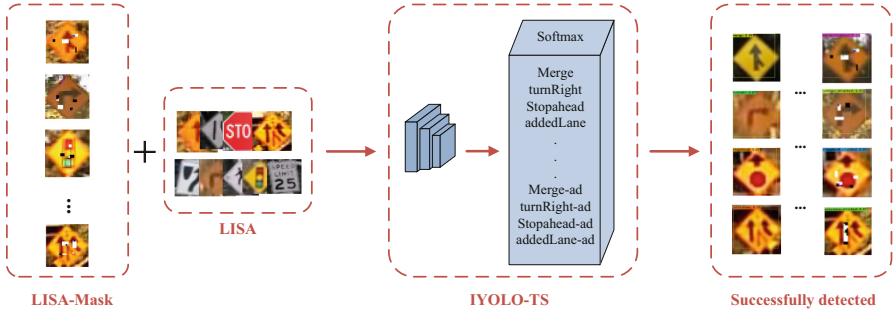 STO
SPEED
LIMIT
25
+
LISA-Mask
LISA
Softmax
Merge
turnRight
Stopahead
addedLane
.
.
.
Merge-ad
turnRight-ad
Stopahead-ad
addedLane-ad
IYOLO-TS
...
...
...
...
Successfully detected